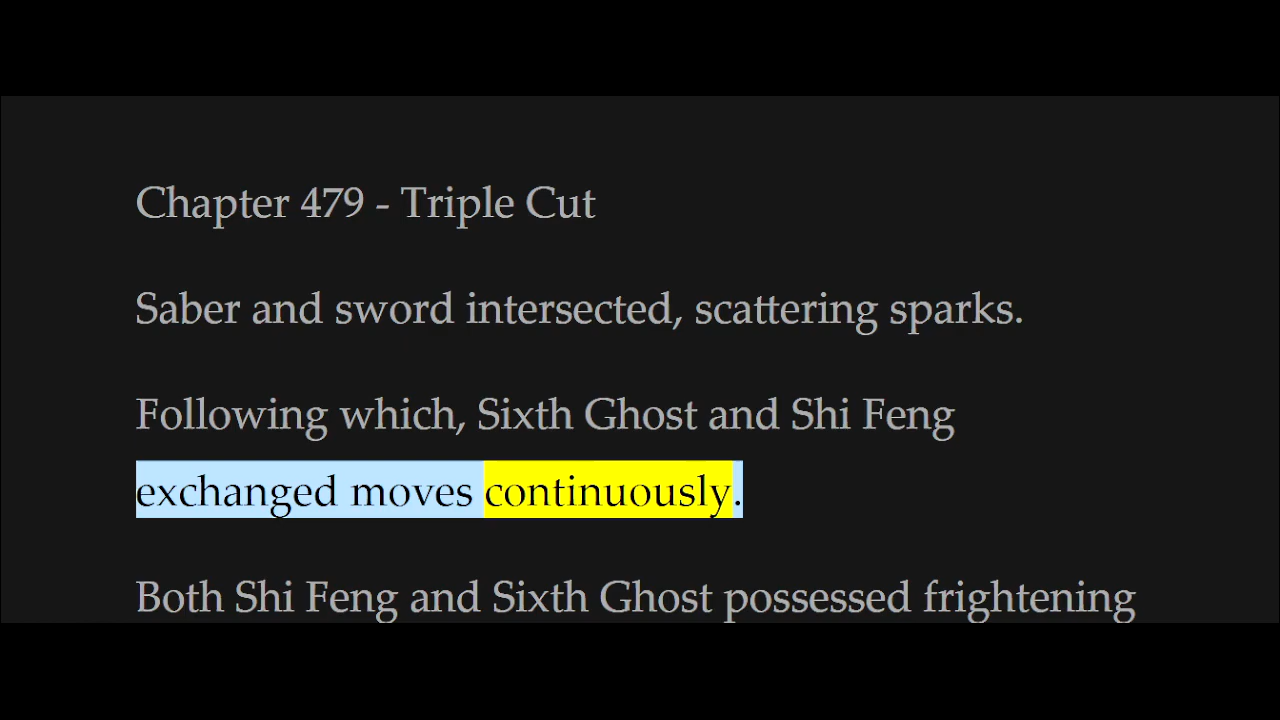 Chapter 479 - Triple Cut
Saber and sword intersected, scattering sparks.
Following which, Sixth Ghost and Shi Feng
exchanged moves continuously.
Both Shi Feng and Sixth Ghost possessed frightening